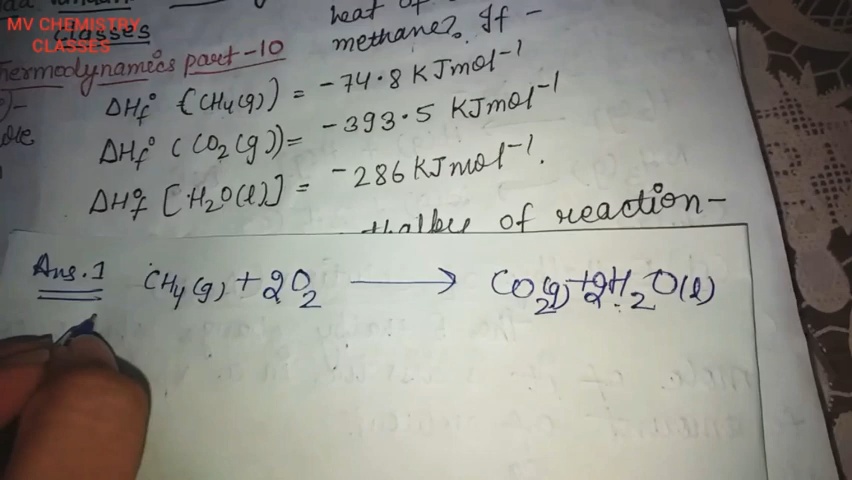 MV CHEMISTRY
CLASSES
Classes
Thermodynamics part-10
heat of
methane? If -
ΔHf° (CH4(g)) = -74.8 KJmol-1
ΔHf° (CO2(g)) = -393.5 KJmol-1
ΔHf° [H2O(l)] = -286 KJmol-1.
of reaction-
Ans.1 CH4(g) + 2O2 ⟶ CO2(g) + 2H2O(l)